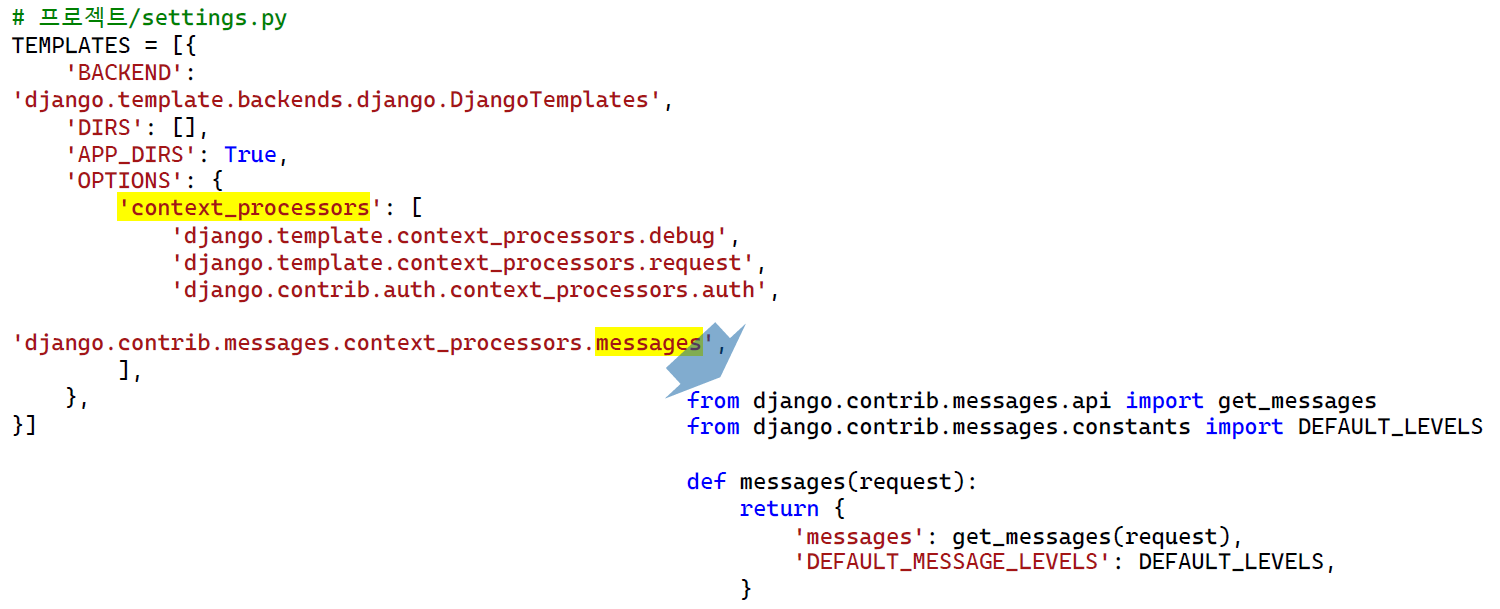 # 프로젝트/settings.py
TEMPLATES = [{
    'BACKEND':
'django.template.backends.django.DjangoTemplates',
    'DIRS': [],
    'APP_DIRS': True,
    'OPTIONS': {
        'context_processors': [
            'django.template.context_processors.debug',
            'django.template.context_processors.request',
            'django.contrib.auth.context_processors.auth',
'django.contrib.messages.context_processors.messages',
        ],
    },
}]
from django.contrib.messages.api import get_messages
from django.contrib.messages.constants import DEFAULT_LEVELS
def messages(request):
    return {
        'messages': get_messages(request),
        'DEFAULT_MESSAGE_LEVELS': DEFAULT_LEVELS,
    }